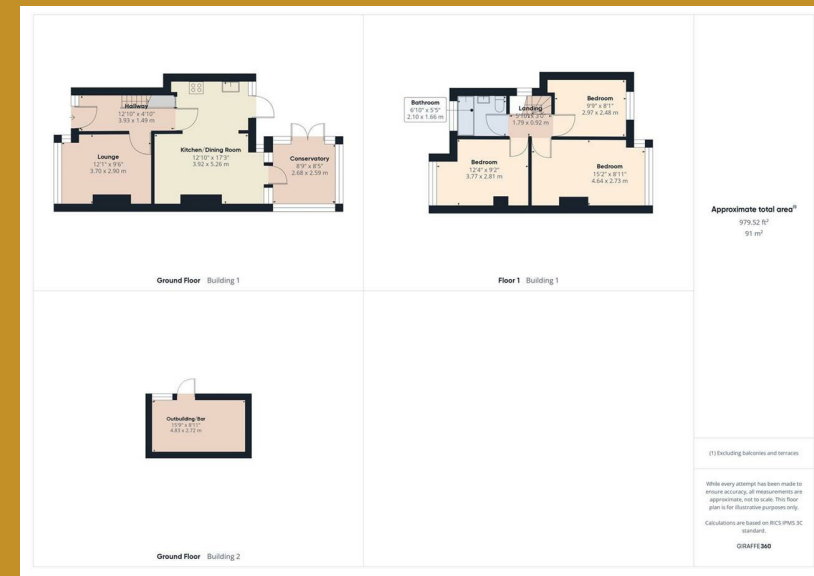 Hallway
12'10" x 4'10"
3.93 x 1.49 m
Lounge
12'1" x 9'6"
3.70 x 2.90 m
Kitchen/Dining Room
12'10" x 17'3"
3.92 x 5.26 m
Conservatory
8'9" x 8'5"
2.68 x 2.59 m
Ground Floor Building 1
Bathroom
6'10" x 5'5"
2.10 x 1.66 m
Landing
1.79 x 0.92 m
Bedroom
9'9" x 8'1"
2.97 x 2.48 m
Bedroom
12'4" x 9'2"
3.77 x 2.81 m
Bedroom
15'2" x 8'11"
4.64 x 2.73 m
Floor 1 Building 1
Approximate total area⁽¹⁾
979.52 ft²
91 m²
Outbuilding/Bar
15'9" x 8'11"
4.83 x 2.72 m
Ground Floor Building 2
(1) Excluding balconies and terraces
While every attempt has been made to
ensure accuracy, all measurements are
approximate, not to scale. This floor
plan is for illustrative purposes only.
Calculations are based on RICS IPMS 3C
standard.
GIRAFFE360